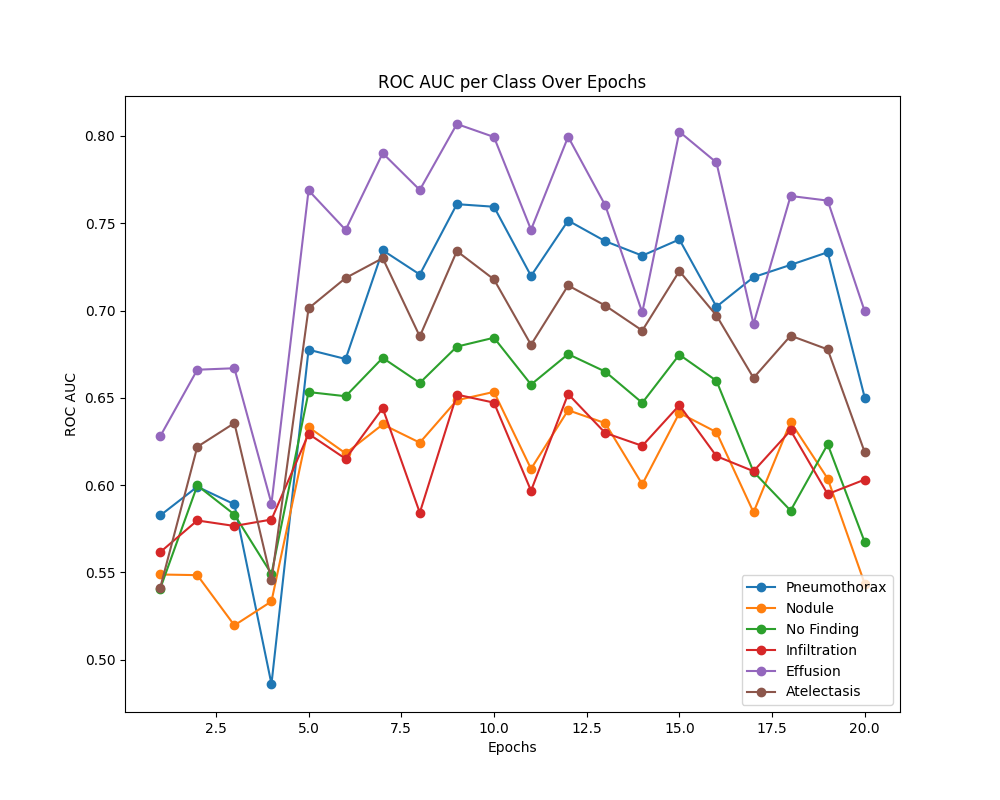 ROC AUC per Class Over Epochs
ROC AUC
0.80
0.75
0.70
0.65
0.60
0.55
0.50
2.5 5.0 7.5 10.0 12.5 15.0 17.5 20.0
Epochs
Pneumothorax
Nodule
No Finding
Infiltration
Effusion
Atelectasis